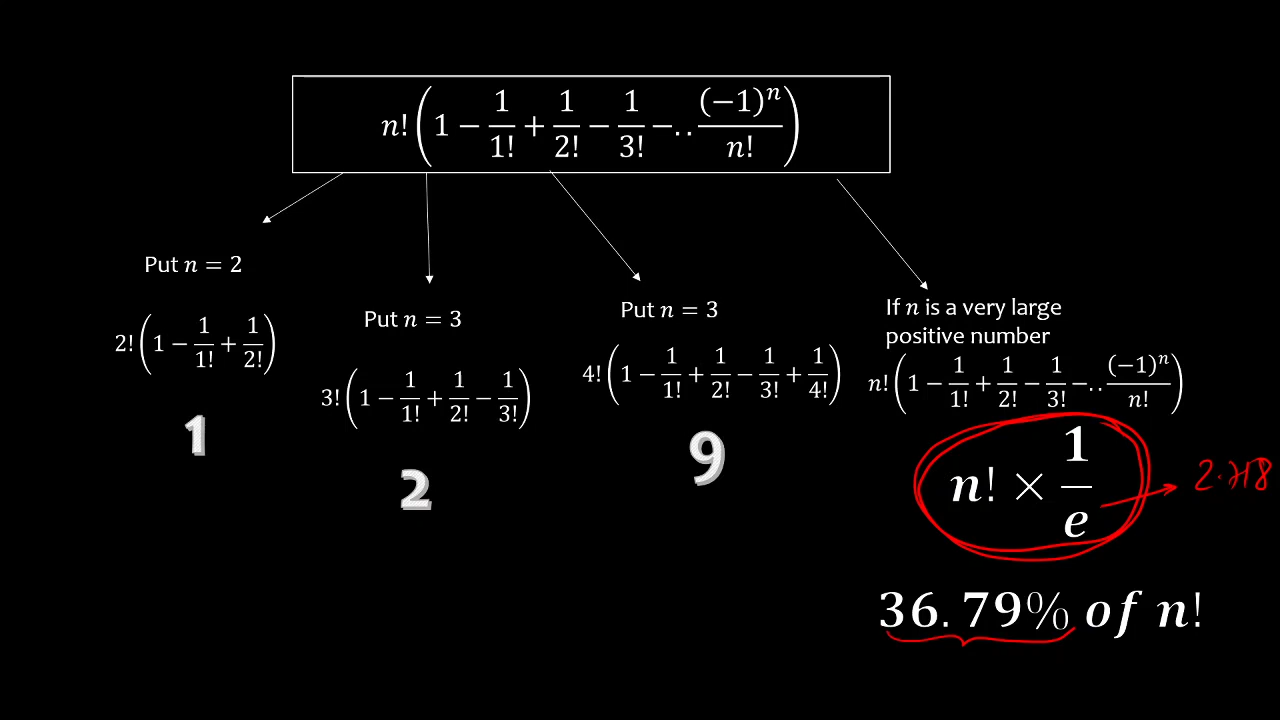 n! (1 − 1/1! + 1/2! − 1/3! −.. (−1)^n/n!)
Put n = 2
2! (1 − 1/1! + 1/2!)
1
Put n = 3
3! (1 − 1/1! + 1/2! − 1/3!)
2
Put n = 3
4! (1 − 1/1! + 1/2! − 1/3! + 1/4!)
9
If n is a very large
positive number
n! (1 − 1/1! + 1/2! − 1/3! −.. (−1)^n/n!)
n! × 1/e
2.718
36.79% of n!